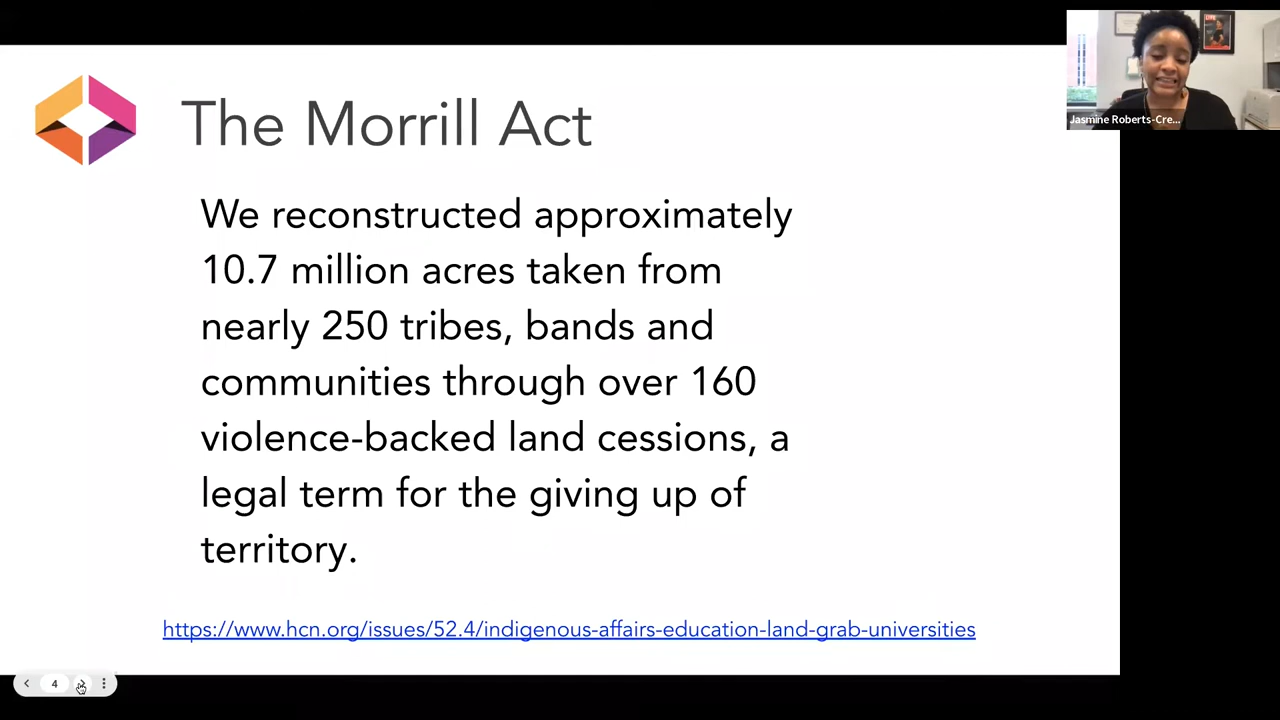 The Morrill Act
We reconstructed approximately
10.7 million acres taken from
nearly 250 tribes, bands and
communities through over 160
violence-backed land cessions, a
legal term for the giving up of
territory.
https://www.hcn.org/issues/52.4/indigenous-affairs-education-land-grab-universities
LIFE
Jasmine Roberts-Cre...
4